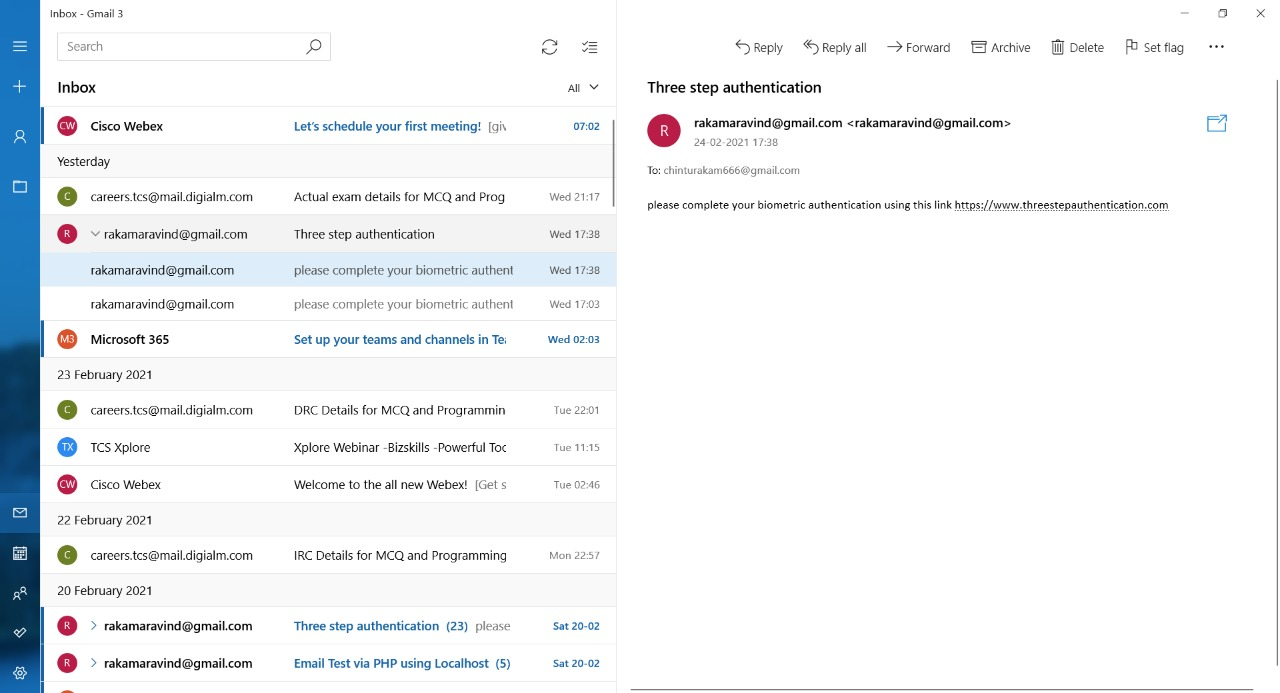 Inbox - Gmail 3
Search
Inbox
All
CW Cisco Webex Let's schedule your first meeting! [giv 07:02
Yesterday
C careers.tcs@mail.digialm.com Actual exam details for MCQ and Prog Wed 21:17
R rakamaravind@gmail.com Three step authentication Wed 17:38
rakamaravind@gmail.com please complete your biometric authent Wed 17:38
rakamaravind@gmail.com please complete your biometric authent Wed 17:03
M3 Microsoft 365 Set up your teams and channels in Tea Wed 02:03
23 February 2021
C careers.tcs@mail.digialm.com DRC Details for MCQ and Programmin Tue 22:01
TX TCS Xplore Xplore Webinar -Bizskills -Powerful Toc Tue 11:15
CW Cisco Webex Welcome to the all new Webex! [Get s Tue 02:46
22 February 2021
C careers.tcs@mail.digialm.com IRC Details for MCQ and Programming Mon 22:57
20 February 2021
R rakamaravind@gmail.com Three step authentication (23) please Sat 20-02
R rakamaravind@gmail.com Email Test via PHP using Localhost (5) Sat 20-02
Reply Reply all Forward Archive Delete Set flag
Three step authentication
R rakamaravind@gmail.com <rakamaravind@gmail.com>
24-02-2021 17:38
To: chinturakam666@gmail.com
please complete your biometric authentication using this link https://www.threestepauthentication.com